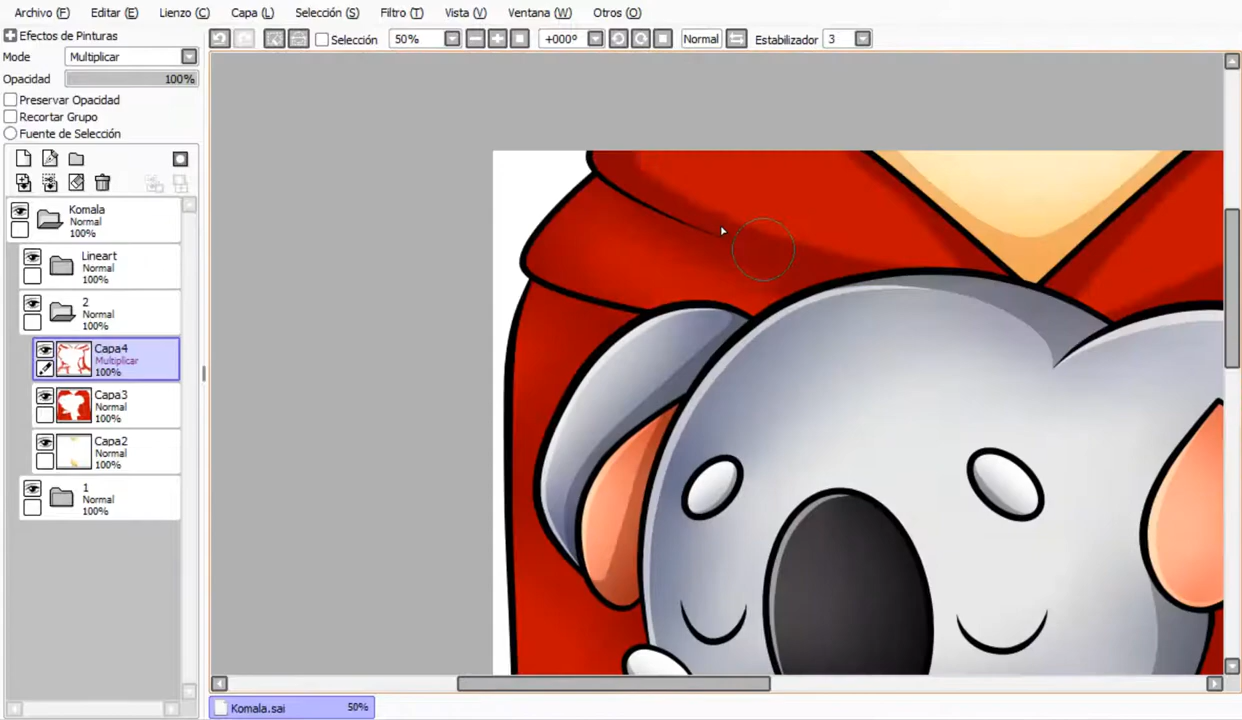 Archivo (F) Editar (E) Lienzo (C) Capa (L) Selección (S) Filtro (T) Vista (V) Ventana (W) Otros (O)
Efectos de Pinturas
Selección 50% +000º Normal Estabilizador 3
Mode Multiplicar
Opacidad 100%
Preservar Opacidad
Recortar Grupo
Fuente de Selección
Komala
Normal
100%
Lineart
Normal
100%
2
Normal
100%
Capa4
Multiplicar
100%
Capa3
Normal
100%
Capa2
Normal
100%
1
Normal
100%
Komala.sai 50%